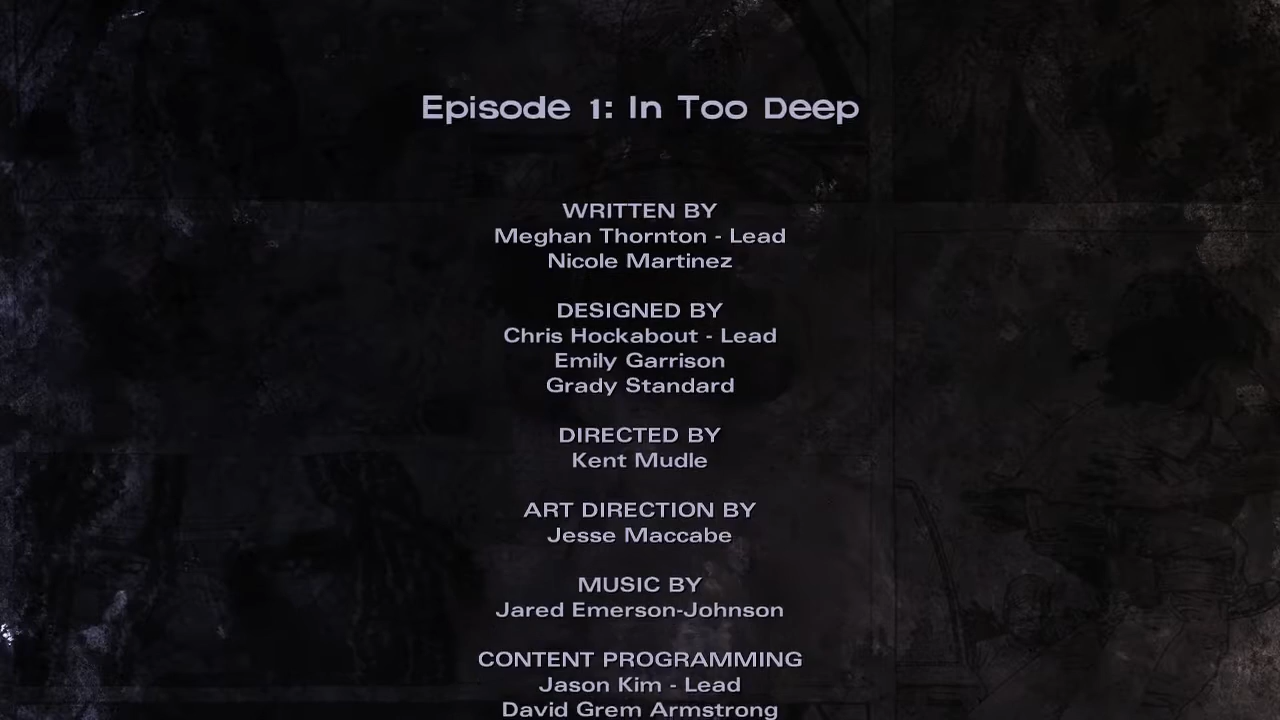 Episode 1: In Too Deep
WRITTEN BY
Meghan Thornton - Lead
Nicole Martinez
DESIGNED BY
Chris Hockabout - Lead
Emily Garrison
Grady Standard
DIRECTED BY
Kent Mudle
ART DIRECTION BY
Jesse Maccabe
MUSIC BY
Jared Emerson-Johnson
CONTENT PROGRAMMING
Jason Kim - Lead
David Grem Armstrong